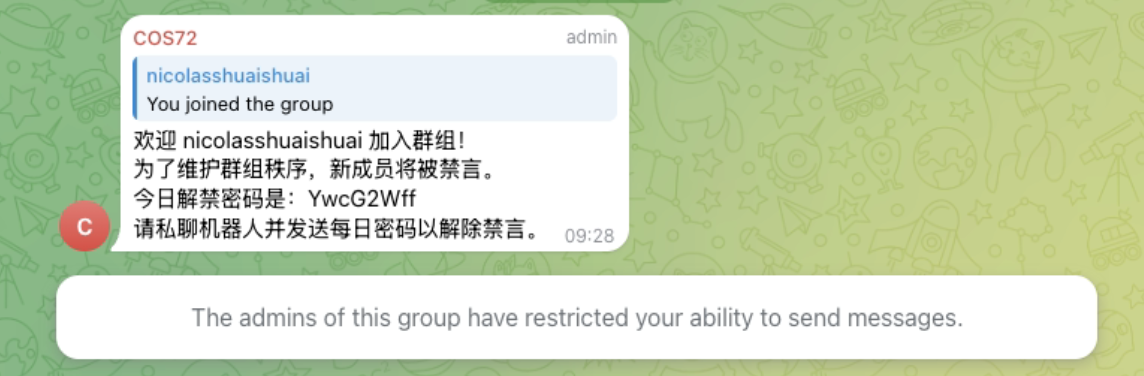 COS72
admin
nicolasshuaishuai
You joined the group
欢迎 nicolasshuaishuai 加入群组！
为了维护群组秩序，新成员将被禁言。
今日解禁密码是：YwcG2Wff
请私聊机器人并发送每日密码以解除禁言。
09:28
C
The admins of this group have restricted your ability to send messages.